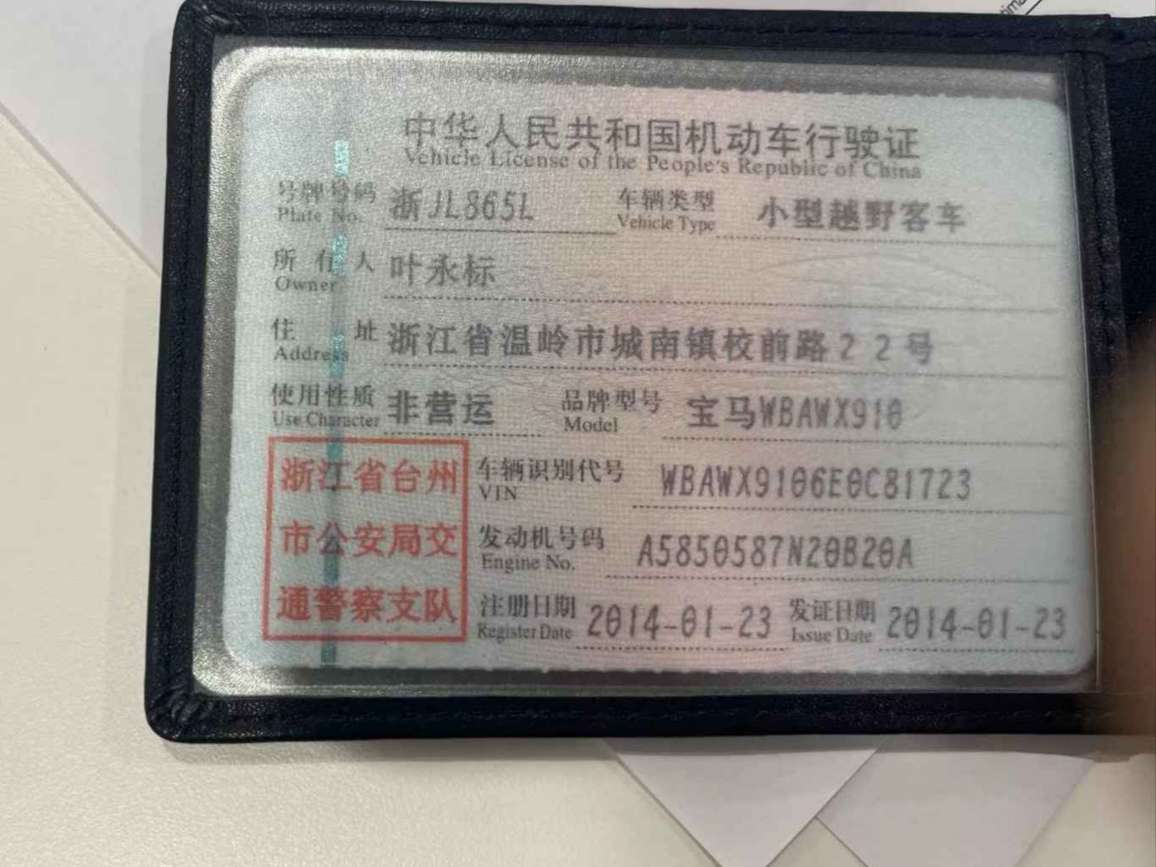 中华人民共和国机动车行驶证
Vehicle License of the People's Republic of China
号牌号码 浙JL865L 车辆类型 小型越野客车
Plate No. Vehicle Type
所有人 叶永标
Owner
住址 浙江省温岭市城南镇校前路22号
Address
使用性质 非营运 品牌型号 宝马WBAWX910
Use Character Model
浙江省台州
市公安局交
通警察支队
车辆识别代号 WBAWX9106E0C81723
VIN
发动机号码 A5850587N20B20A
Engine No.
注册日期 2014-01-23 发证日期 2014-01-23
Register Date Issue Date